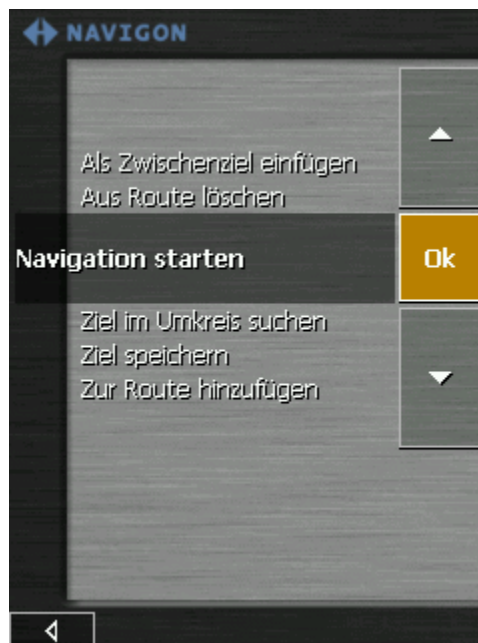 NAVIGON
Als Zwischenziel einfügen
Aus Route löschen
Navigation starten
Ok
Ziel im Umkreis suchen
Ziel speichern
Zur Route hinzufügen